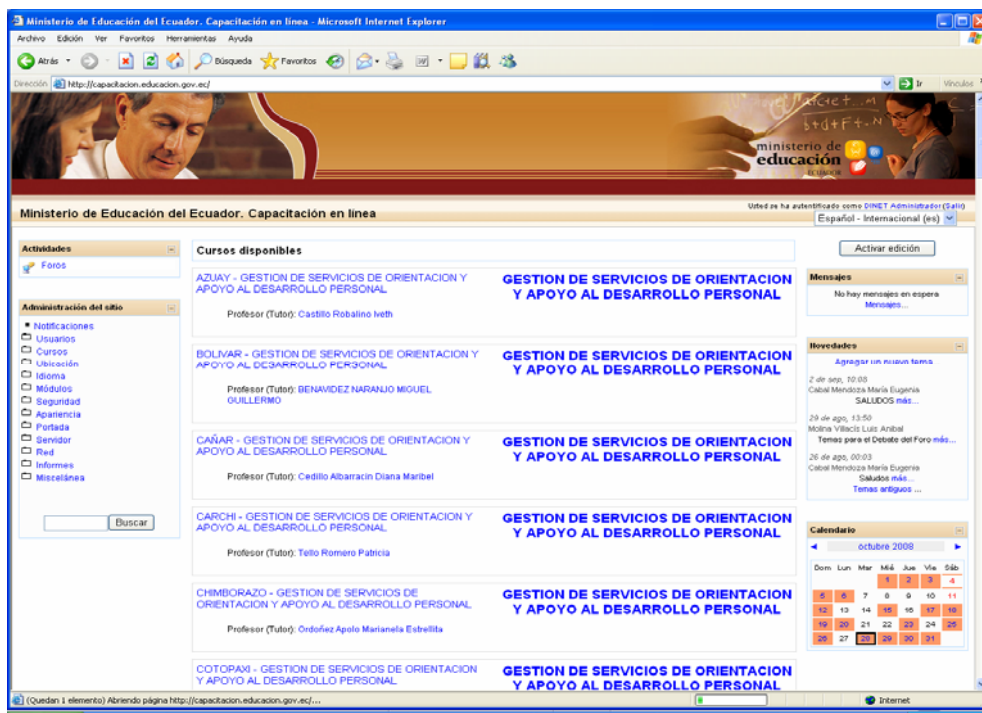 Ministerio de Educación del Ecuador. Capacitación en línea - Microsoft Internet Explorer
Archivo Edición Ver Favoritos Herramientas Ayuda
Atrás Búsqueda Favoritos
Dirección http://capacitacion.educacion.gov.ec/ Ir Vínculos
ministerio de
educación
ECUADOR
Ministerio de Educación del Ecuador. Capacitación en línea
Usted se ha autentificado como DINET Administrador (Salir)
Español - Internacional (es)
Actividades
Foros
Administración del sitio
Notificaciones
Usuarios
Cursos
Ubicación
Idioma
Módulos
Seguridad
Apariencia
Portada
Servidor
Red
Informes
Miscelánea
Buscar
Cursos disponibles
AZUAY - GESTION DE SERVICIOS DE ORIENTACION Y
APOYO AL DESARROLLO PERSONAL
Profesor (Tutor): Castillo Robalino Iveth
GESTION DE SERVICIOS DE ORIENTACION
Y APOYO AL DESARROLLO PERSONAL
BOLIVAR - GESTION DE SERVICIOS DE ORIENTACION Y
APOYO AL DESARROLLO PERSONAL
Profesor (Tutor): BENAVIDEZ NARANJO MIGUEL
GUILLERMO
GESTION DE SERVICIOS DE ORIENTACION
Y APOYO AL DESARROLLO PERSONAL
CAÑAR - GESTION DE SERVICIOS DE ORIENTACION Y
APOYO AL DESARROLLO PERSONAL
Profesor (Tutor): Cedillo Albarracin Diana Maribel
GESTION DE SERVICIOS DE ORIENTACION
Y APOYO AL DESARROLLO PERSONAL
CARCHI - GESTION DE SERVICIOS DE ORIENTACION Y
APOYO AL DESARROLLO PERSONAL
Profesor (Tutor): Tello Romero Patricia
GESTION DE SERVICIOS DE ORIENTACION
Y APOYO AL DESARROLLO PERSONAL
CHIMBORAZO - GESTION DE SERVICIOS DE
ORIENTACION Y APOYO AL DESARROLLO PERSONAL
Profesor (Tutor): Ordoñez Apolo Marianela Estrellita
GESTION DE SERVICIOS DE ORIENTACION
Y APOYO AL DESARROLLO PERSONAL
COTOPAXI - GESTION DE SERVICIOS DE ORIENTACION
Y APOYO AL DESARROLLO PERSONAL
GESTION DE SERVICIOS DE ORIENTACION
Y APOYO AL DESARROLLO PERSONAL
Activar edición
Mensajes
No hay mensajes en espera
Mensajes...
Novedades
Agregar un nuevo tema
2 de sep, 10:08
Cabal Mendoza María Eugenia
SALUDOS más...
29 de ago, 13:50
Molina Villacís Luis Anibal
Temas para el Debate del Foro más...
26 de ago, 00:03
Cabal Mendoza María Eugenia
Saludos más...
Temas antiguos ...
Calendario
octubre 2008
Dom Lun Mar Mié Jue Vie Sáb
1 2 3 4
5 6 7 8 9 10 11
12 13 14 15 16 17 18
19 20 21 22 23 24 25
26 27 28 29 30 31
(Quedan 1 elemento) Abriendo página http://capacitacion.educacion.gov.ec/... Internet